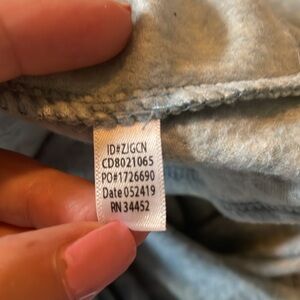 ID#ZJGCN
CD8021065
PO#1726690
Date 052419
RN 34452